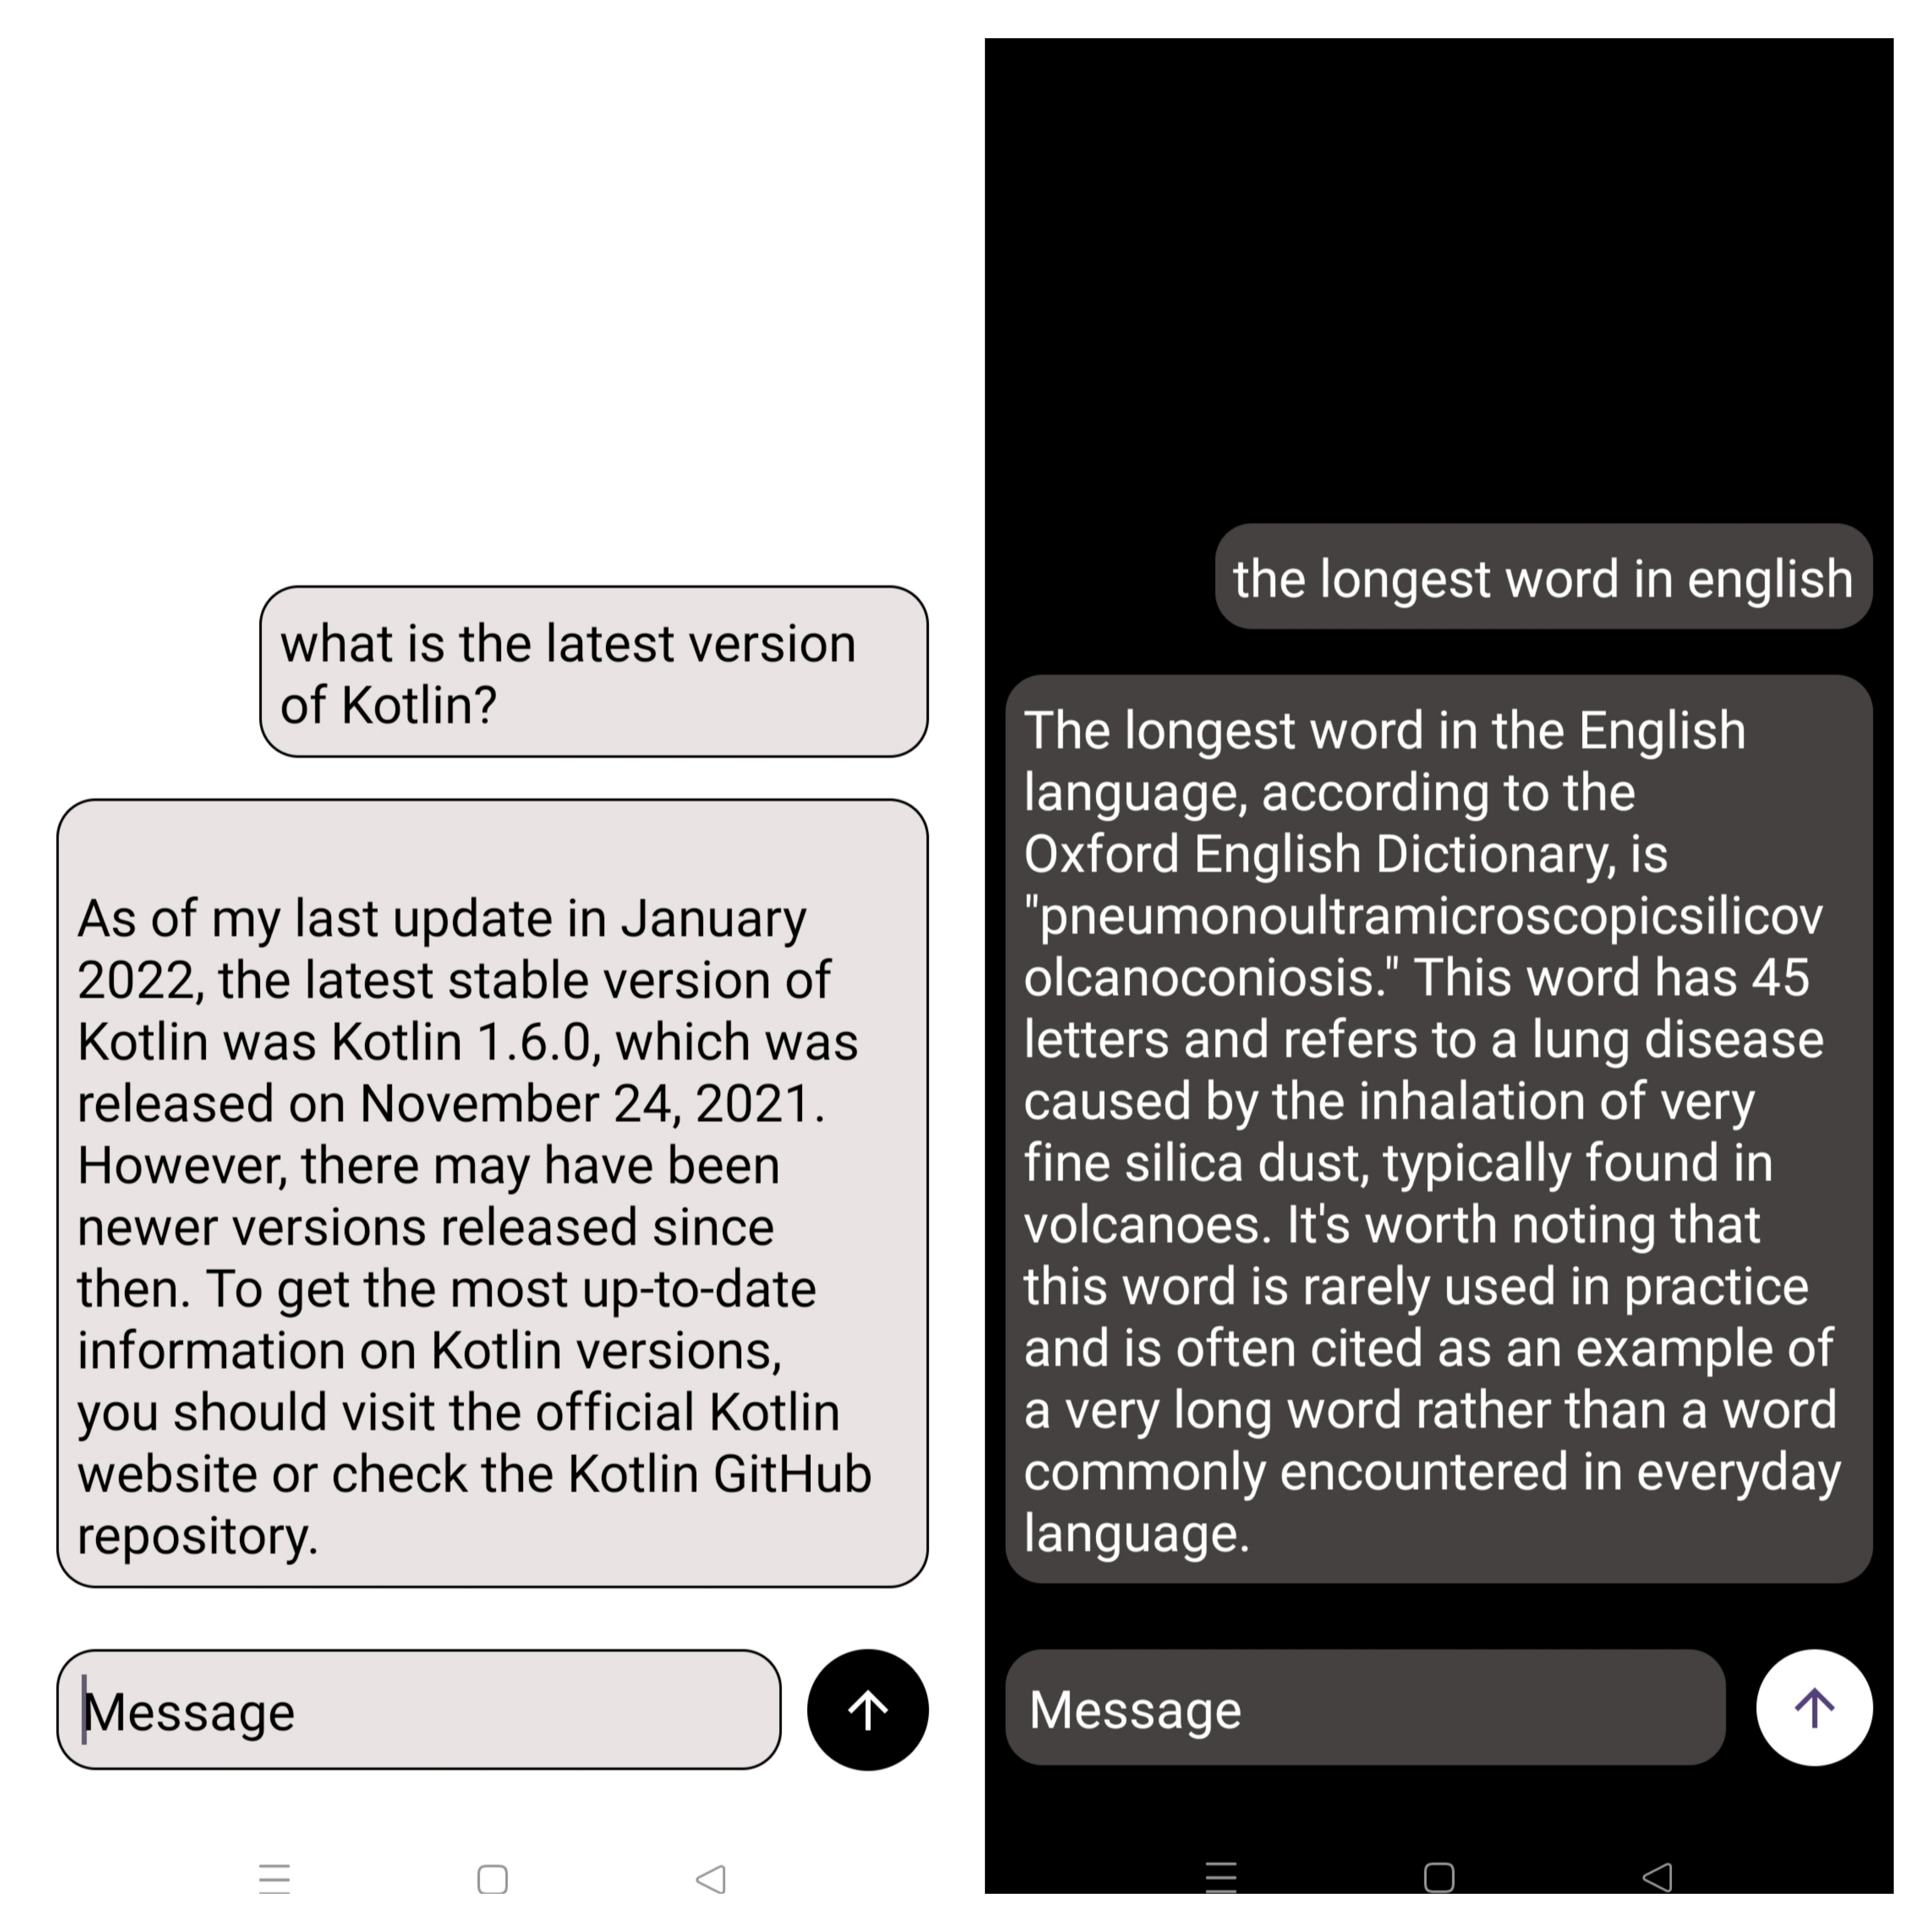 what is the latest version
of Kotlin?
As of my last update in January
2022, the latest stable version of
Kotlin was Kotlin 1.6.0, which was
released on November 24, 2021.
However, there may have been
newer versions released since
then. To get the most up-to-date
information on Kotlin versions,
you should visit the official Kotlin
website or check the Kotlin GitHub
repository.
Message
the longest word in english
The longest word in the English
language, according to the
Oxford English Dictionary, is
"pneumonoultramicroscopicsilicov
olcanoconiosis." This word has 45
letters and refers to a lung disease
caused by the inhalation of very
fine silica dust, typically found in
volcanoes. It's worth noting that
this word is rarely used in practice
and is often cited as an example of
a very long word rather than a word
commonly encountered in everyday
language.
Message